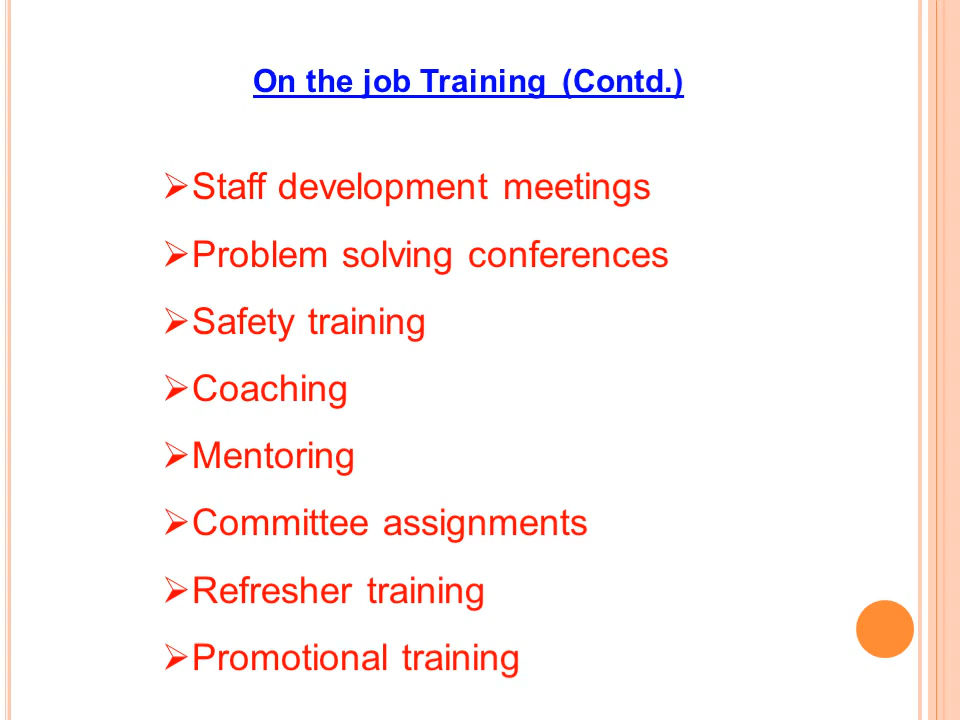 On the job Training (Contd.)
➢Staff development meetings
➢Problem solving conferences
➢Safety training
➢Coaching
➢Mentoring
➢Committee assignments
➢Refresher training
➢Promotional training